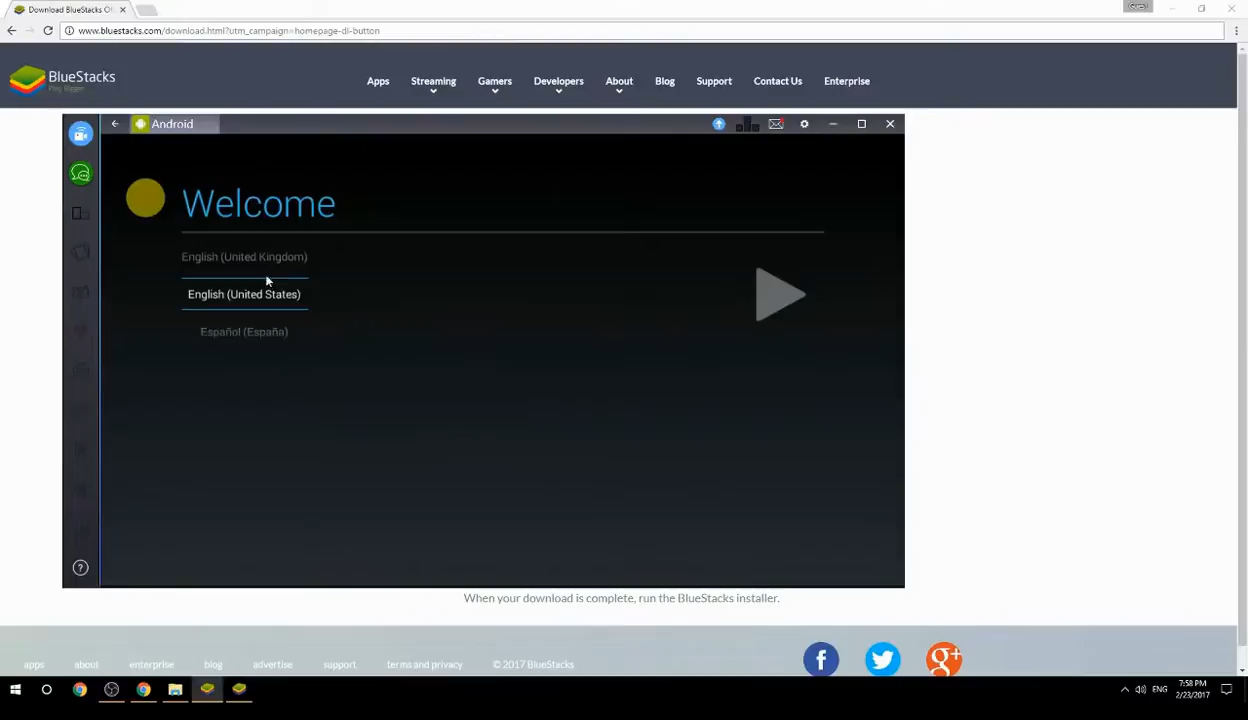 Download BlueStacks O
www.bluestacks.com/download.html?utm_campaign=homepage-dl-button
BlueStacks
Play Bigger
Apps
Streaming
Gamers
Developers
About
Blog
Support
Contact Us
Enterprise
Android
Welcome
English (United Kingdom)
English (United States)
Español (España)
?
When your download is complete, run the BlueStacks installer.
apps
about
enterprise
blog
advertise
support
terms and privacy
© 2017 BlueStacks
f
g+
ENG
7:58 PM
2/23/2017